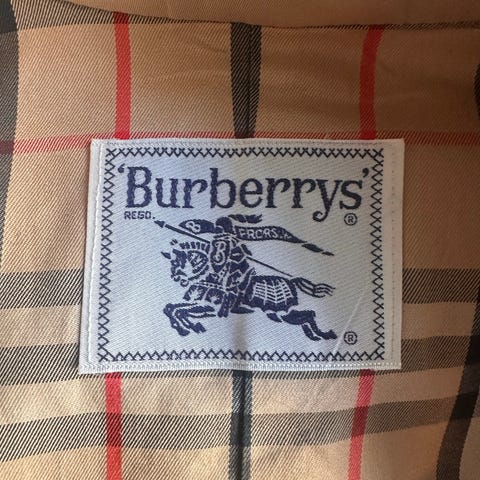 'Burberrys'
REGD. ®
PRORSUM
®